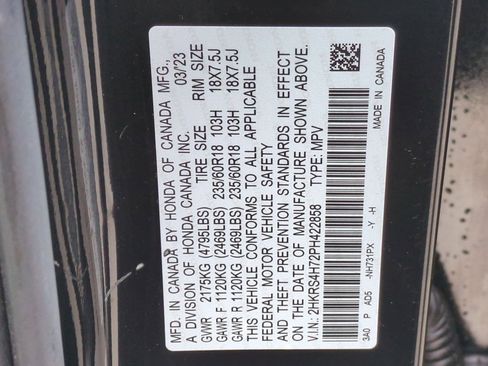 MFD. IN CANADA BY HONDA OF CANADA MFG.,
A DIVISION OF HONDA CANADA INC. 03/23
GVWR 2175KG (4795LBS) TIRE SIZE RIM SIZE
GAWR F 1120KG (2469LBS) 235/60R18 103H 18X7.5J
GAWR R 1120KG (2469LBS) 235/60R18 103H 18X7.5J
THIS VEHICLE CONFORMS TO ALL APPLICABLE
FEDERAL MOTOR VEHICLE SAFETY
AND THEFT PREVENTION STANDARDS IN EFFECT
ON THE DATE OF MANUFACTURE SHOWN ABOVE.
V.I.N.: 2HKRS4H72PH422858 TYPE: MPV
3A0 P AD5 -NH731PX -Y -H
MADE IN CANADA